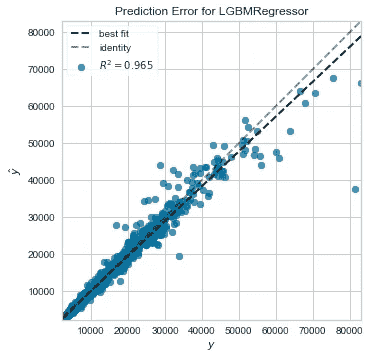 Prediction Error for LGBMRegressor
best fit
identity
R² = 0.965
80000
70000
60000
50000
40000
30000
20000
10000
ŷ
10000 20000 30000 40000 50000 60000 70000 80000
y